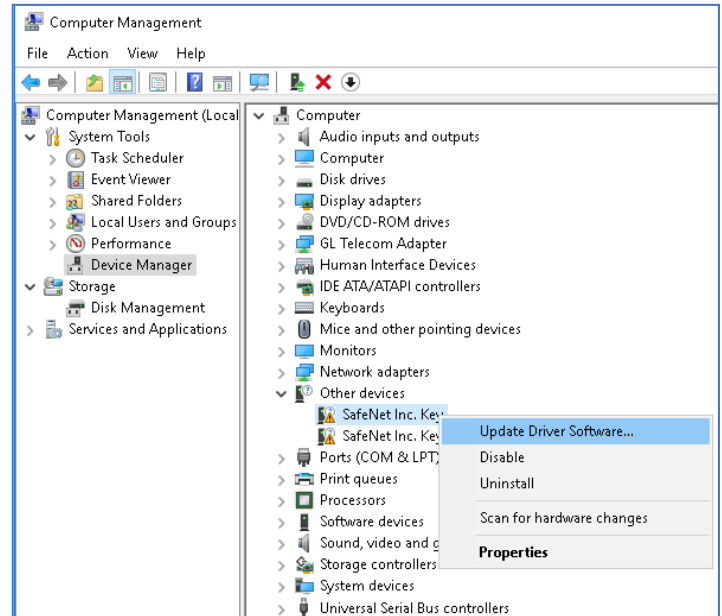 Computer Management
File Action View Help
Computer Management (Local
System Tools
Task Scheduler
Event Viewer
Shared Folders
Local Users and Groups
Performance
Device Manager
Storage
Disk Management
Services and Applications
Computer
Audio inputs and outputs
Computer
Disk drives
Display adapters
DVD/CD-ROM drives
GL Telecom Adapter
Human Interface Devices
IDE ATA/ATAPI controllers
Keyboards
Mice and other pointing devices
Monitors
Network adapters
Other devices
SafeNet Inc. Key
SafeNet Inc. Key
Ports (COM & LPT)
Print queues
Processors
Software devices
Sound, video and g
Storage controllers
System devices
Universal Serial Bus controllers
Update Driver Software...
Disable
Uninstall
Scan for hardware changes
Properties